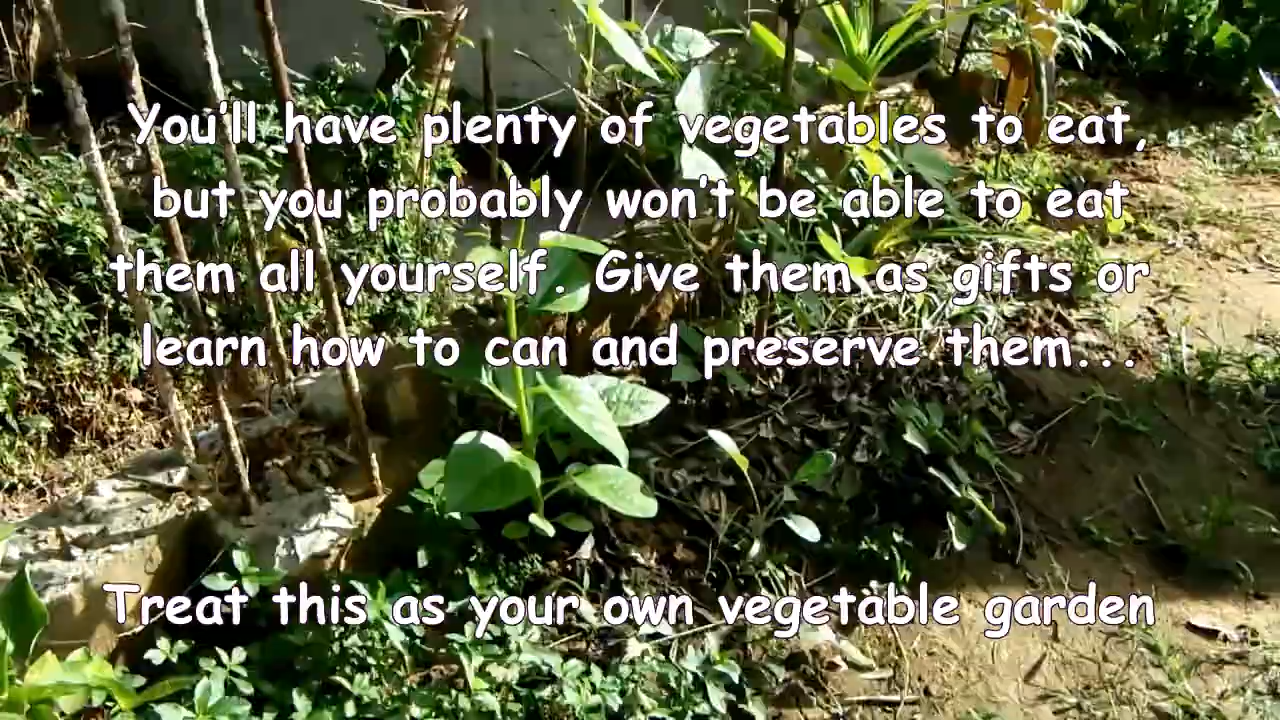 You'll have plenty of vegetables to eat,
but you probably won't be able to eat
them all yourself. Give them as gifts or
learn how to can and preserve them...
Treat this as your own vegetable garden